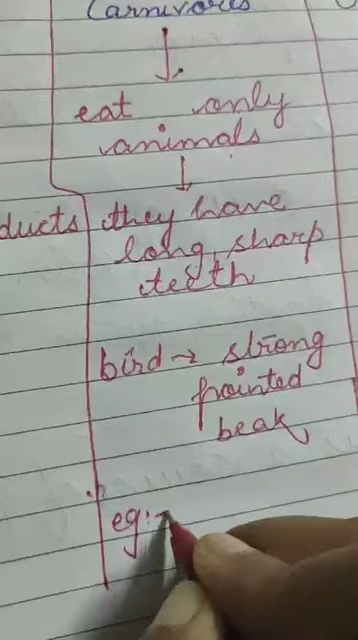 Carnivores
eat only
animals
ducts
they have
long, sharp
teeth
bird → strong
pointed
beak
eg:-